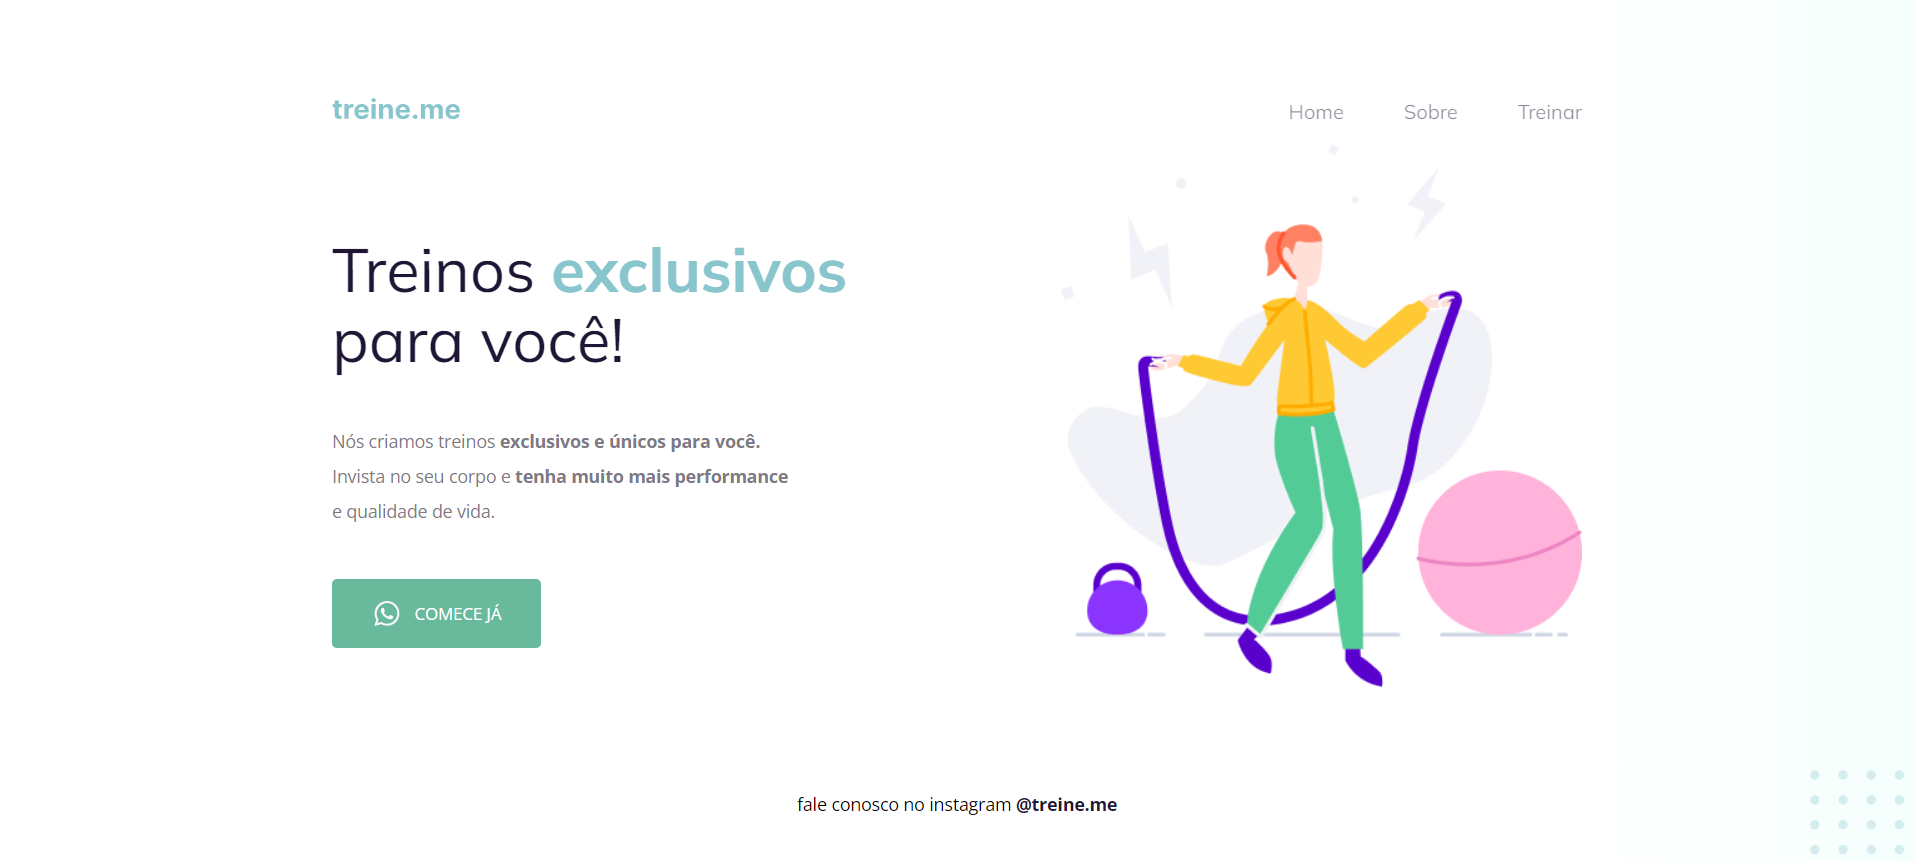 treine.me
Home
Sobre
Treinar
Treinos exclusivos
para você!
Nós criamos treinos exclusivos e únicos para você.
Invista no seu corpo e tenha muito mais performance
e qualidade de vida.
COMECE JÁ
fale conosco no instagram @treine.me